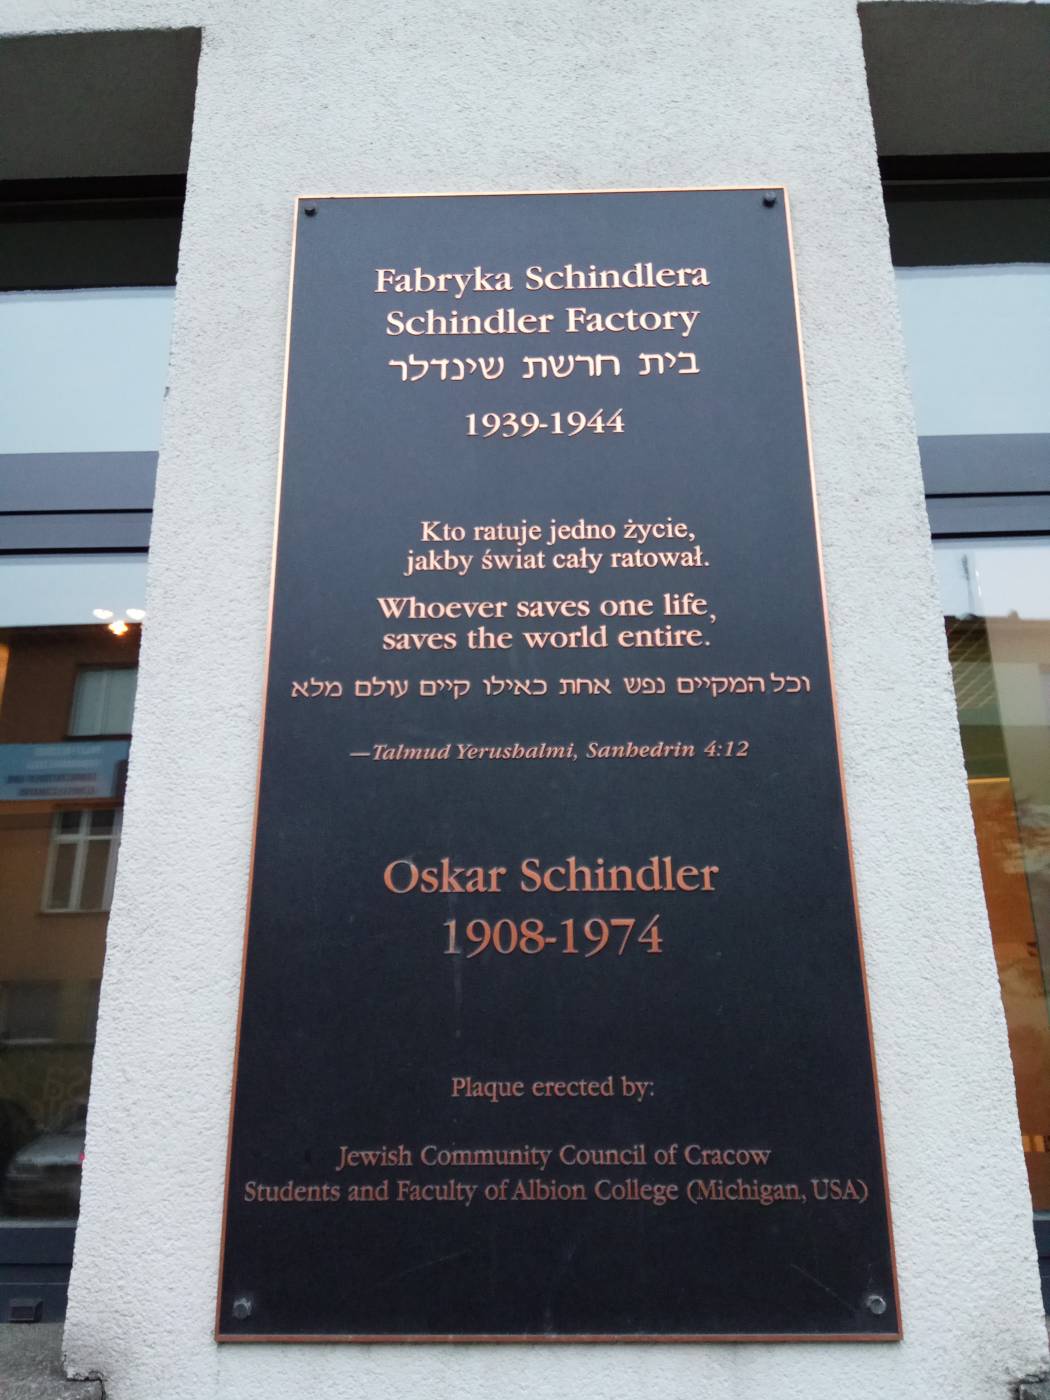 Fabryka Schindlera
Schindler Factory
בית חרשת שינדלר
1939-1944
Kto ratuje jedno życie,
jakby świat cały ratował.
Whoever saves one life,
saves the world entire.
וכל המקיים נפש אחת כאילו קיים עולם מלא
—Talmud Yerushalmi, Sanhedrin 4:12
Oskar Schindler
1908-1974
Plaque erected by:
Jewish Community Council of Cracow
Students and Faculty of Albion College (Michigan, USA)